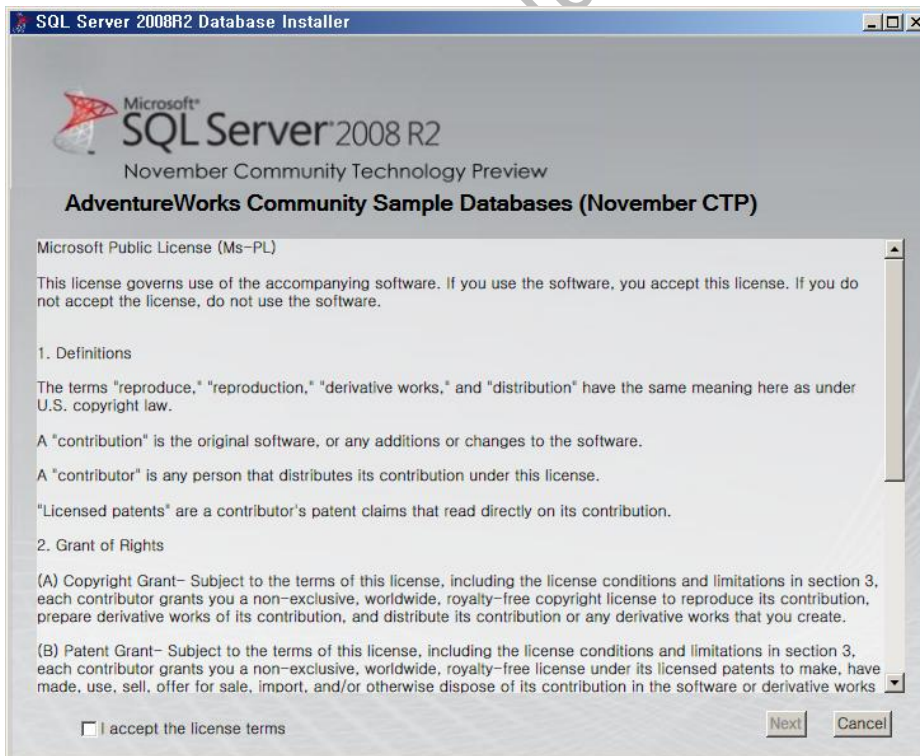 SQL Server 2008R2 Database Installer
Microsoft®
SQL Server® 2008 R2
November Community Technology Preview
AdventureWorks Community Sample Databases (November CTP)
Microsoft Public License (Ms-PL)
This license governs use of the accompanying software. If you use the software, you accept this license. If you do
not accept the license, do not use the software.
1. Definitions
The terms "reproduce," "reproduction," "derivative works," and "distribution" have the same meaning here as under
U.S. copyright law.
A "contribution" is the original software, or any additions or changes to the software.
A "contributor" is any person that distributes its contribution under this license.
"Licensed patents" are a contributor's patent claims that read directly on its contribution.
2. Grant of Rights
(A) Copyright Grant- Subject to the terms of this license, including the license conditions and limitations in section 3,
each contributor grants you a non-exclusive, worldwide, royalty-free copyright license to reproduce its contribution,
prepare derivative works of its contribution, and distribute its contribution or any derivative works that you create.
(B) Patent Grant- Subject to the terms of this license, including the license conditions and limitations in section 3,
each contributor grants you a non-exclusive, worldwide, royalty-free license under its licensed patents to make, have
made, use, sell, offer for sale, import, and/or otherwise dispose of its contribution in the software or derivative works
I accept the license terms
Next
Cancel